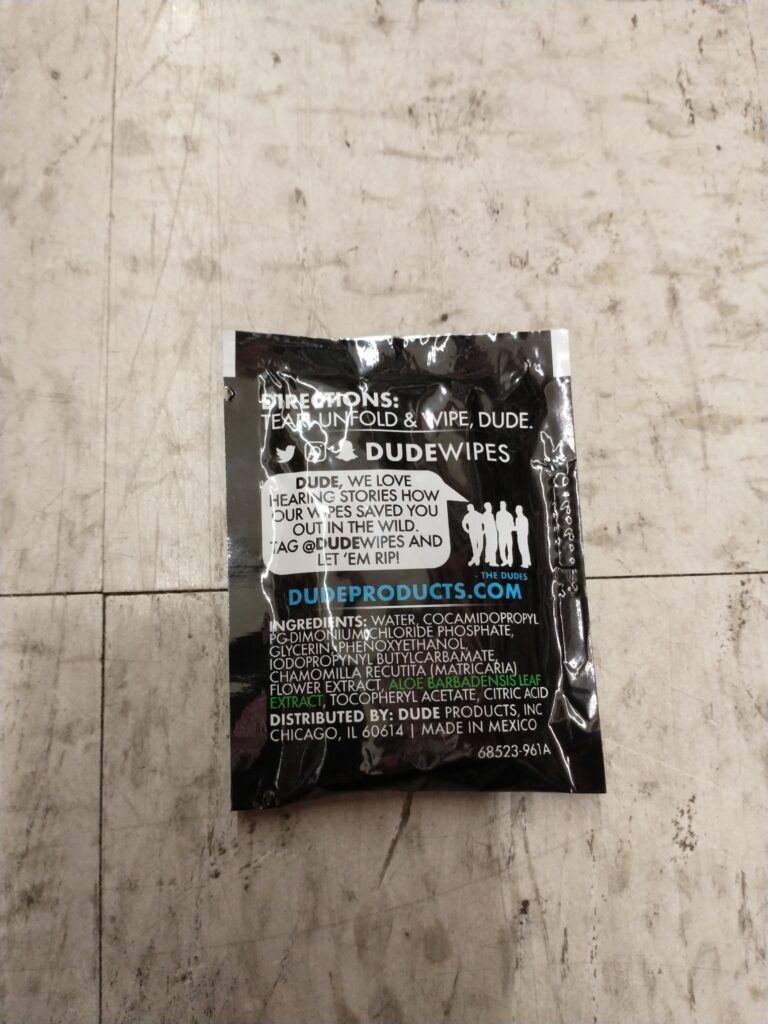 DIRECTIONS:
TEAR, UNFOLD & WIPE, DUDE.
DUDEWIPES
DUDE, WE LOVE
HEARING STORIES HOW
OUR WIPES SAVED YOU
OUT IN THE WILD.
TAG @DUDEWIPES AND
LET 'EM RIP!
- THE DUDES
DUDEPRODUCTS.COM
INGREDIENTS: WATER, COCAMIDOPROPYL
PG-DIMONIUM CHLORIDE PHOSPHATE,
GLYCERIN, PHENOXYETHANOL,
IODOPROPYNYL BUTYLCARBAMATE,
CHAMOMILLA RECUTITA (MATRICARIA)
FLOWER EXTRACT, ALOE BARBADENSIS LEAF
EXTRACT, TOCOPHERYL ACETATE, CITRIC ACID
DISTRIBUTED BY: DUDE PRODUCTS, INC
CHICAGO, IL 60614 | MADE IN MEXICO
68523-961A